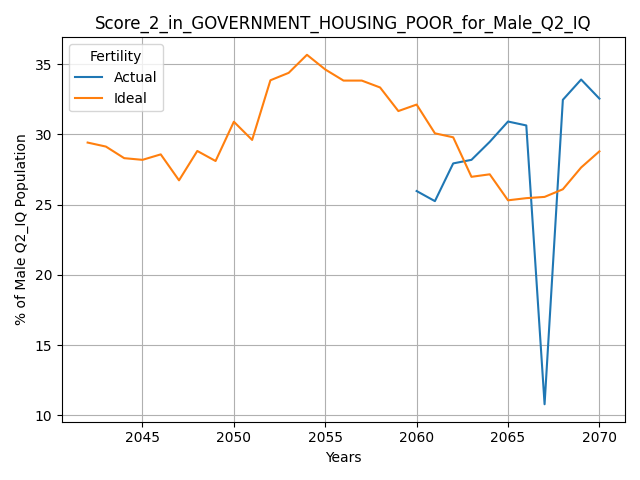 Score_2_in_GOVERNMENT_HOUSING_POOR_for_Male_Q2_IQ
Fertility
Actual
Ideal
% of Male Q2_IQ Population
35
30
25
20
15
10
2045 2050 2055 2060 2065 2070
Years